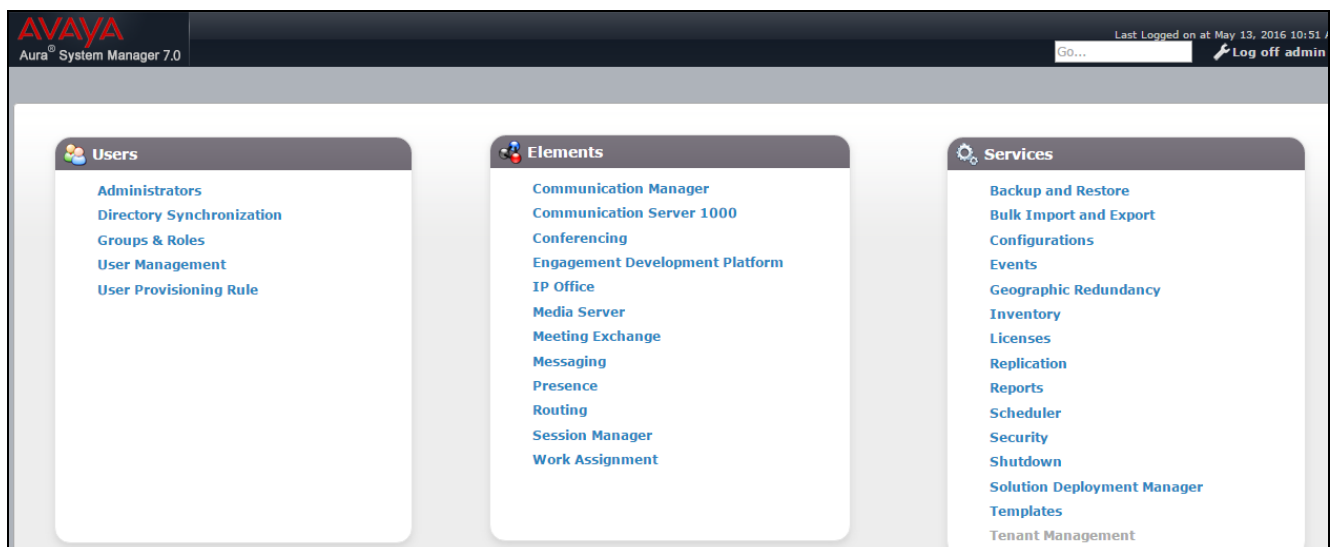 AVAYA
Aura® System Manager 7.0
Last Logged on at May 13, 2016 10:51
Go...
Log off admin
Users
Administrators
Directory Synchronization
Groups & Roles
User Management
User Provisioning Rule
Elements
Communication Manager
Communication Server 1000
Conferencing
Engagement Development Platform
IP Office
Media Server
Meeting Exchange
Messaging
Presence
Routing
Session Manager
Work Assignment
Services
Backup and Restore
Bulk Import and Export
Configurations
Events
Geographic Redundancy
Inventory
Licenses
Replication
Reports
Scheduler
Security
Shutdown
Solution Deployment Manager
Templates
Tenant Management